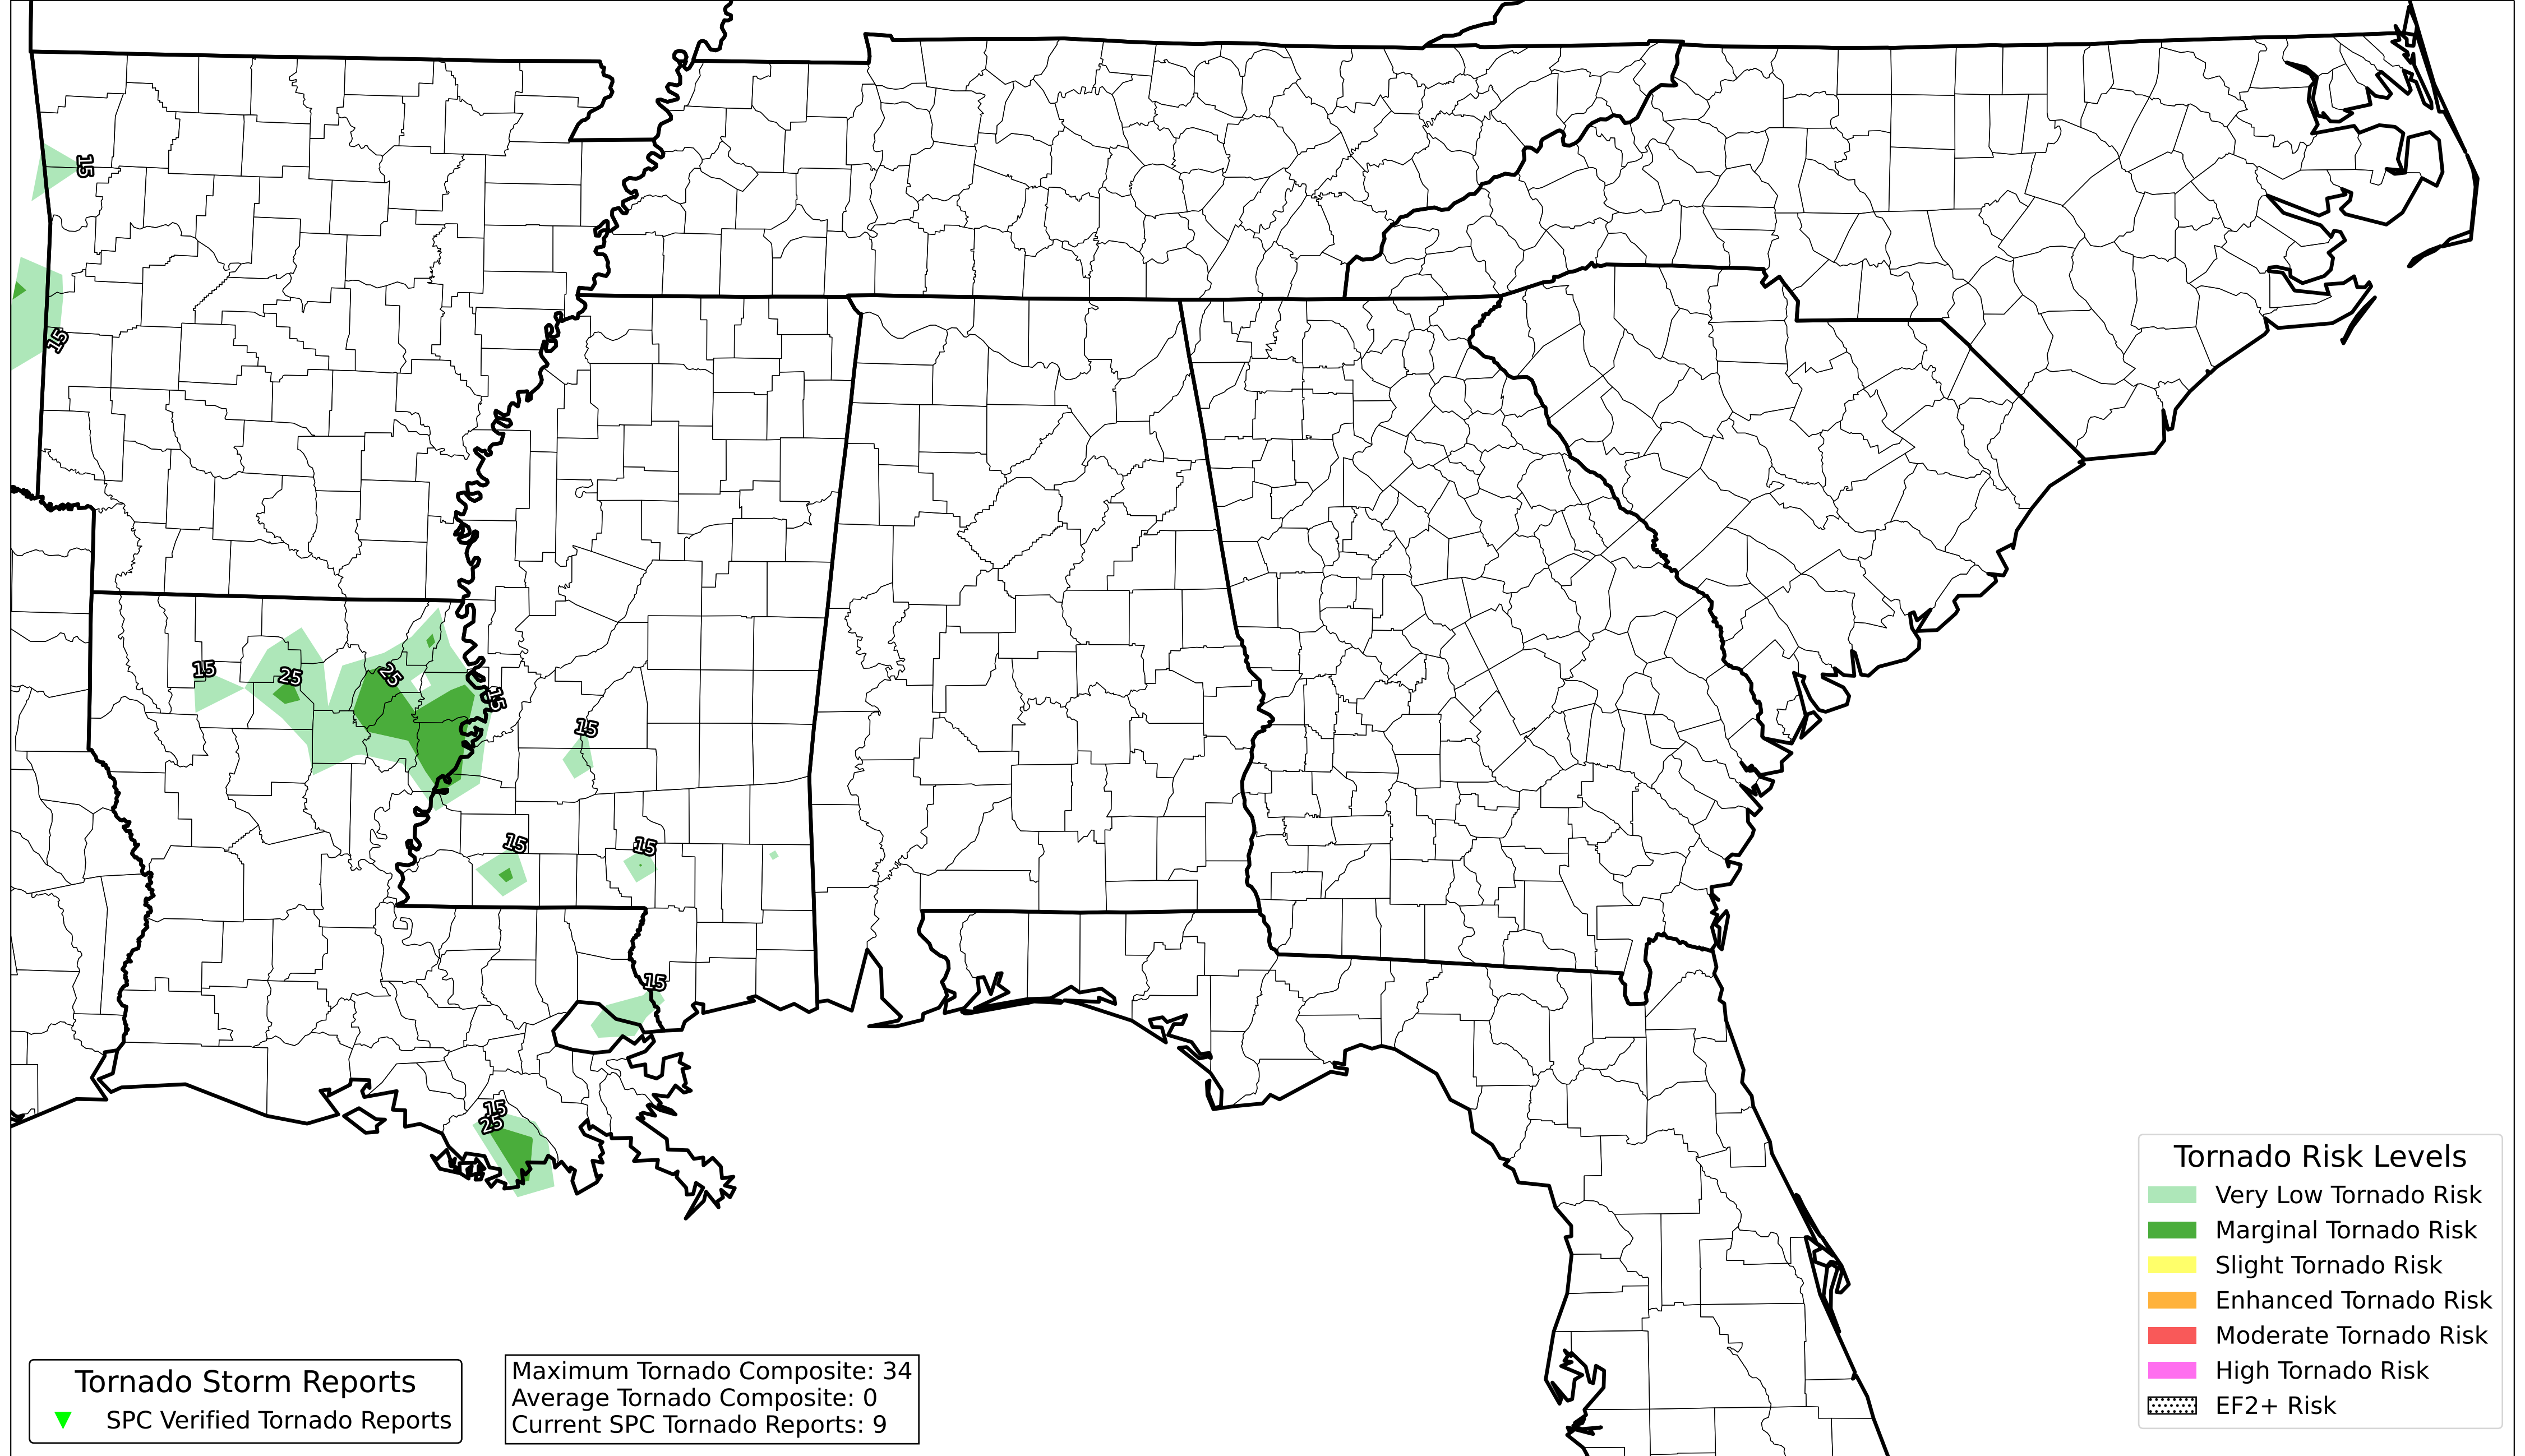 15
15
15
25
25
15
15
15
15
15
15
25
Tornado Risk Levels
Very Low Tornado Risk
Marginal Tornado Risk
Slight Tornado Risk
Enhanced Tornado Risk
Moderate Tornado Risk
High Tornado Risk
EF2+ Risk
Tornado Storm Reports
SPC Verified Tornado Reports
Maximum Tornado Composite: 34
Average Tornado Composite: 0
Current SPC Tornado Reports: 9